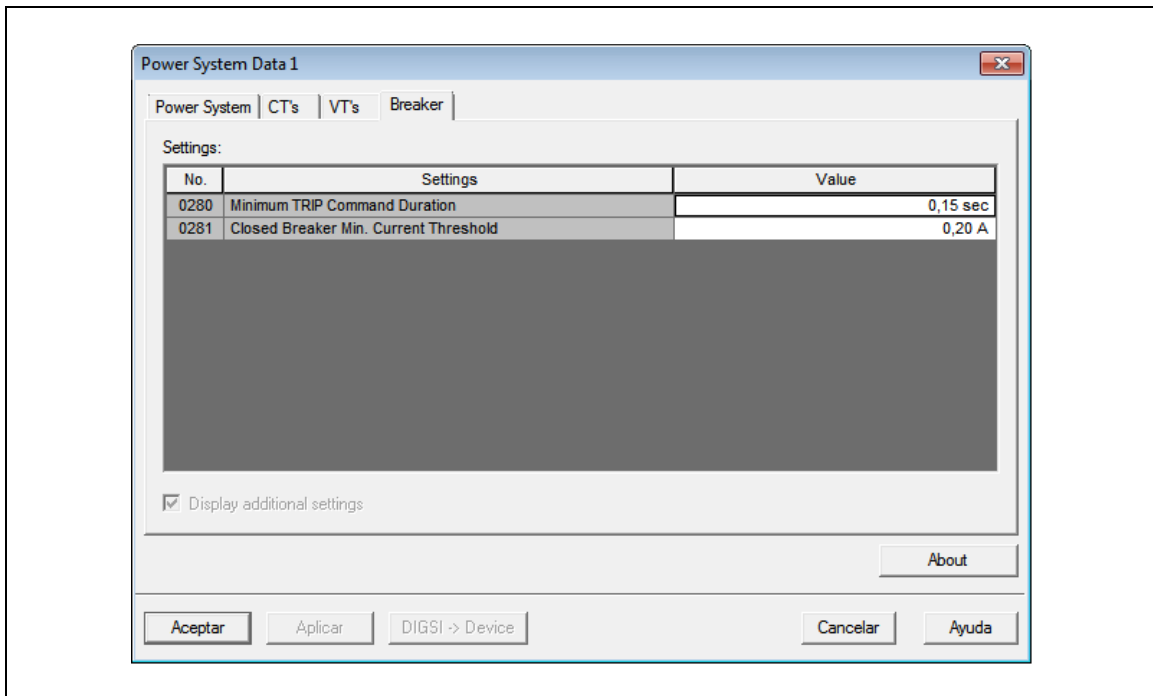 Power System Data 1
Power System CT's VT's Breaker
Settings:
No. Settings Value
0280 Minimum TRIP Command Duration 0,15 sec
0281 Closed Breaker Min. Current Threshold 0,20 A
Display additional settings
About
Aceptar Aplicar DIGSI -> Device Cancelar Ayuda